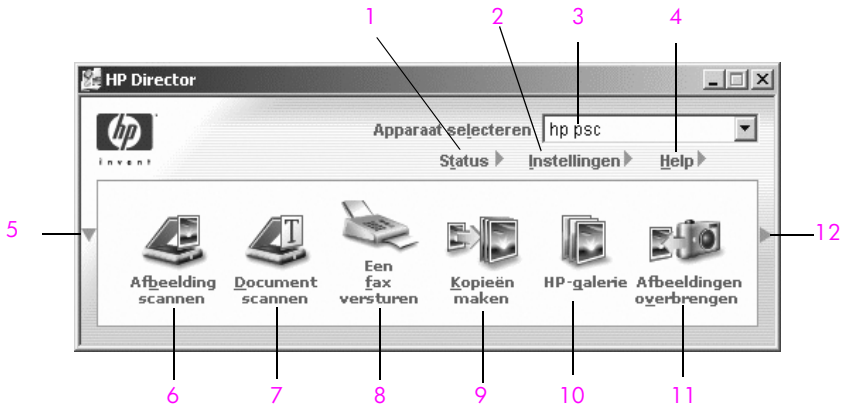 1 2 3 4
HP Director
hp
invent
Apparaat selecteren hp psc
Status Instellingen Help
5 12
Afbeelding scannen
Document scannen
Een fax versturen
Kopieën maken
HP-galerie
Afbeeldingen overbrengen
6 7 8 9 10 11